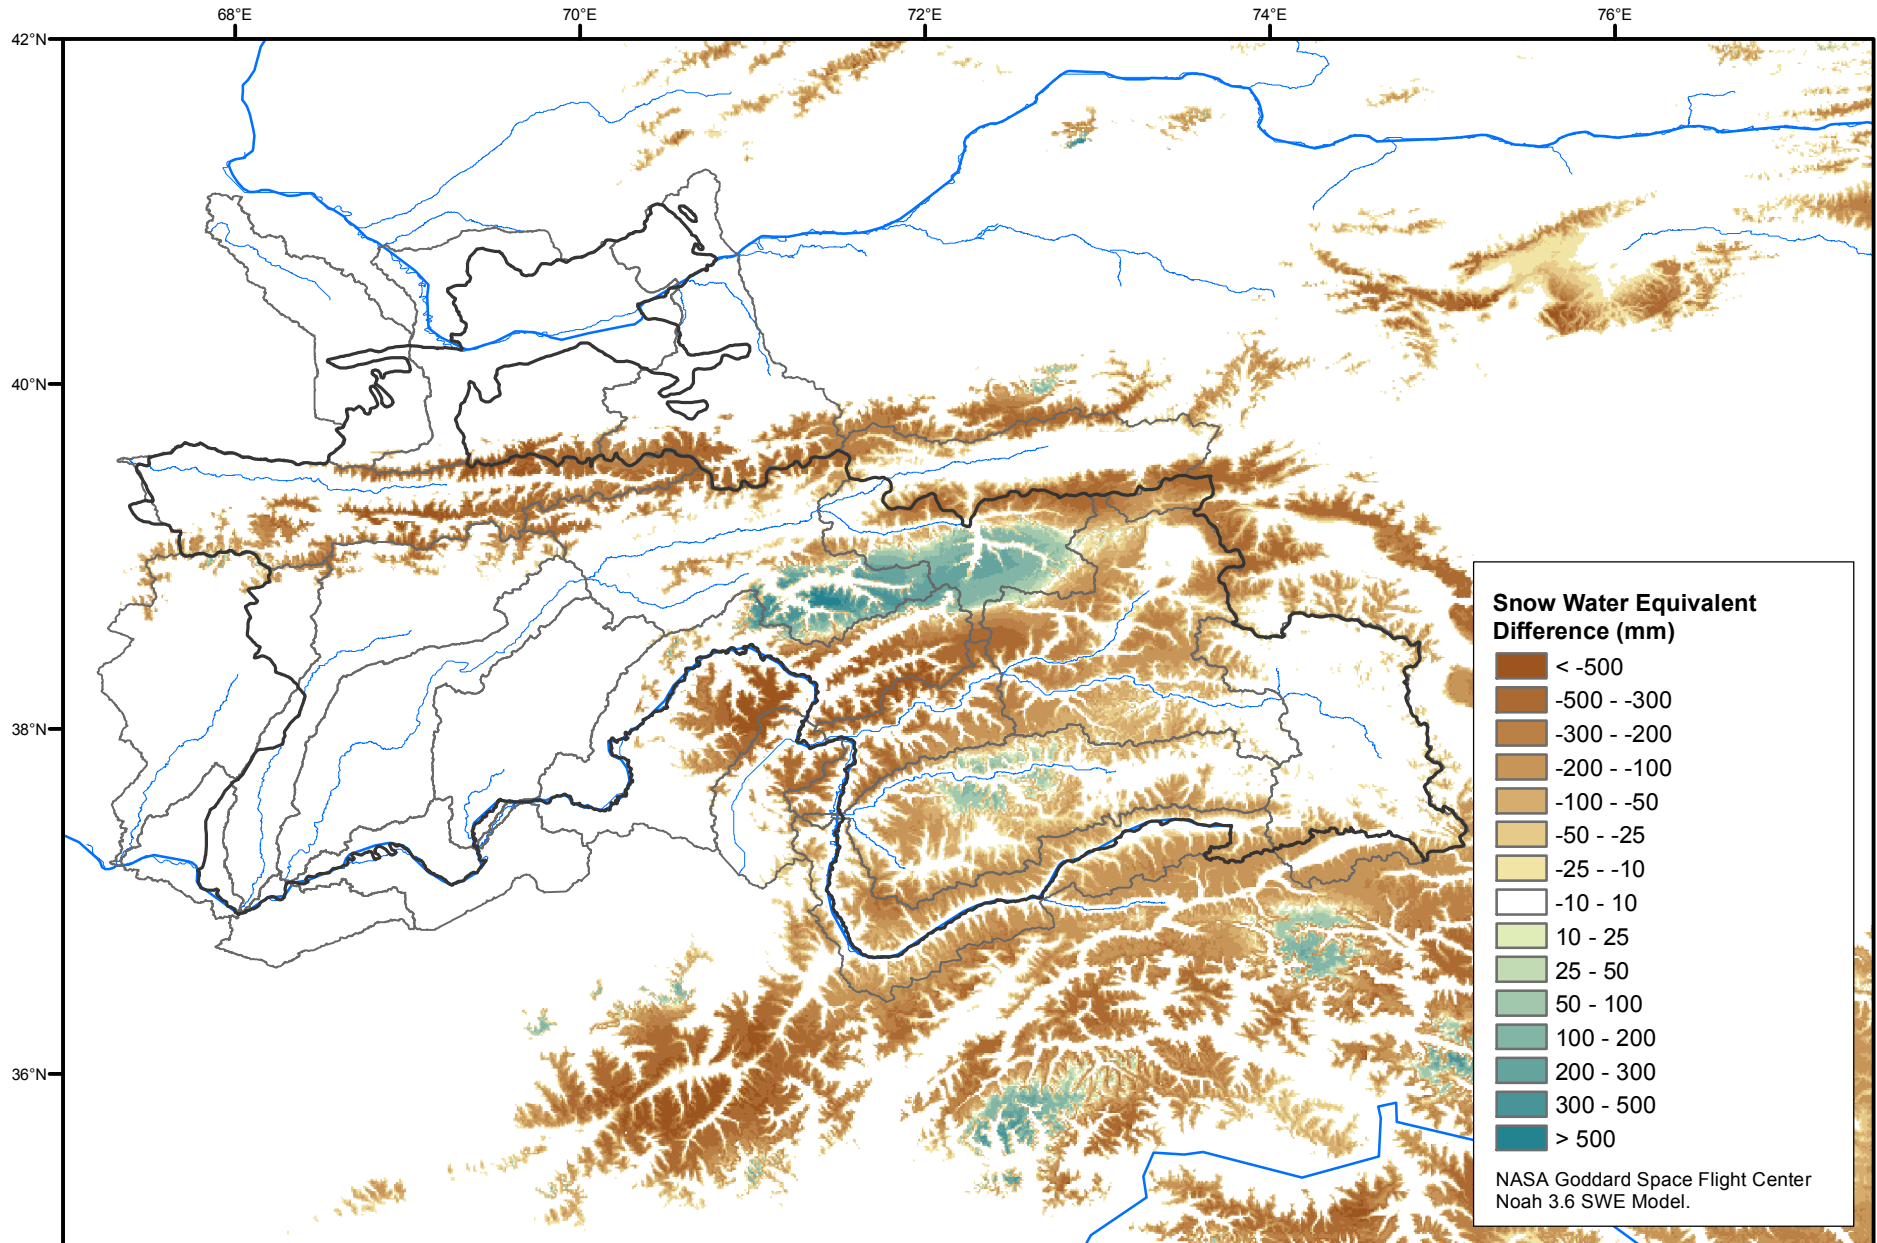 68°E
70°E
72°E
74°E
76°E
42°N
40°N
38°N
36°N
Snow Water Equivalent
Difference (mm)
< -500
-500 - -300
-300 - -200
-200 - -100
-100 - -50
-50 - -25
-25 - -10
-10 - 10
10 - 25
25 - 50
50 - 100
100 - 200
200 - 300
300 - 500
> 500
NASA Goddard Space Flight Center
Noah 3.6 SWE Model.